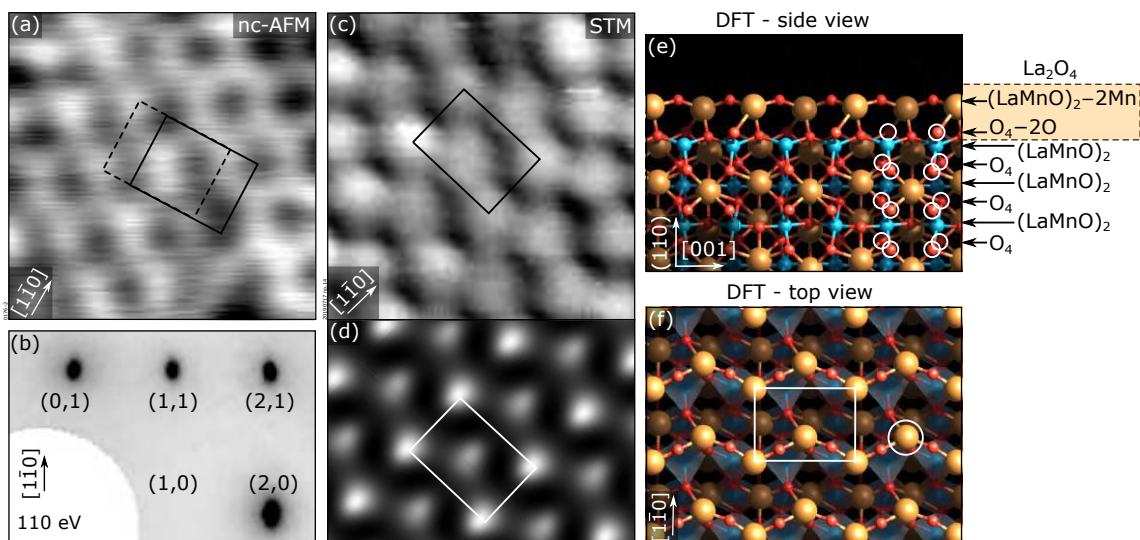 (a)
nc-AFM
[11̄0]
0176-2
(b)
(0,1)
(1,1)
(2,1)
(1,0)
(2,0)
[11̄0]
110 eV
(c)
STM
[11̄0]
(d)
DFT - side view
(e)
(110)
[001]
La₂O₄
(LaMnO)₂−2Mn
O₄−2O
(LaMnO)₂
O₄
(LaMnO)₂
O₄
(LaMnO)₂
O₄
DFT - top view
(f)
[11̄0]